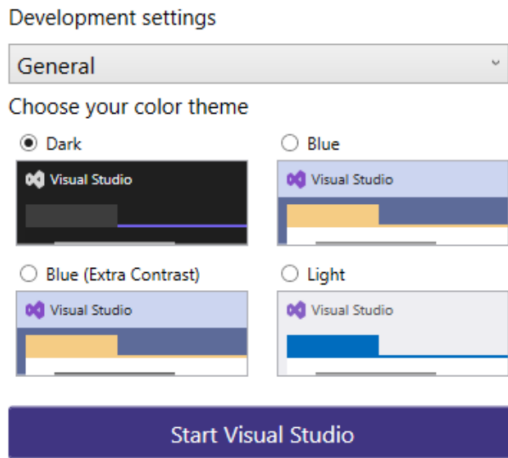 Development settings
General
Choose your color theme
Dark
Blue
Visual Studio
Visual Studio
Blue (Extra Contrast)
Light
Visual Studio
Visual Studio
Start Visual Studio